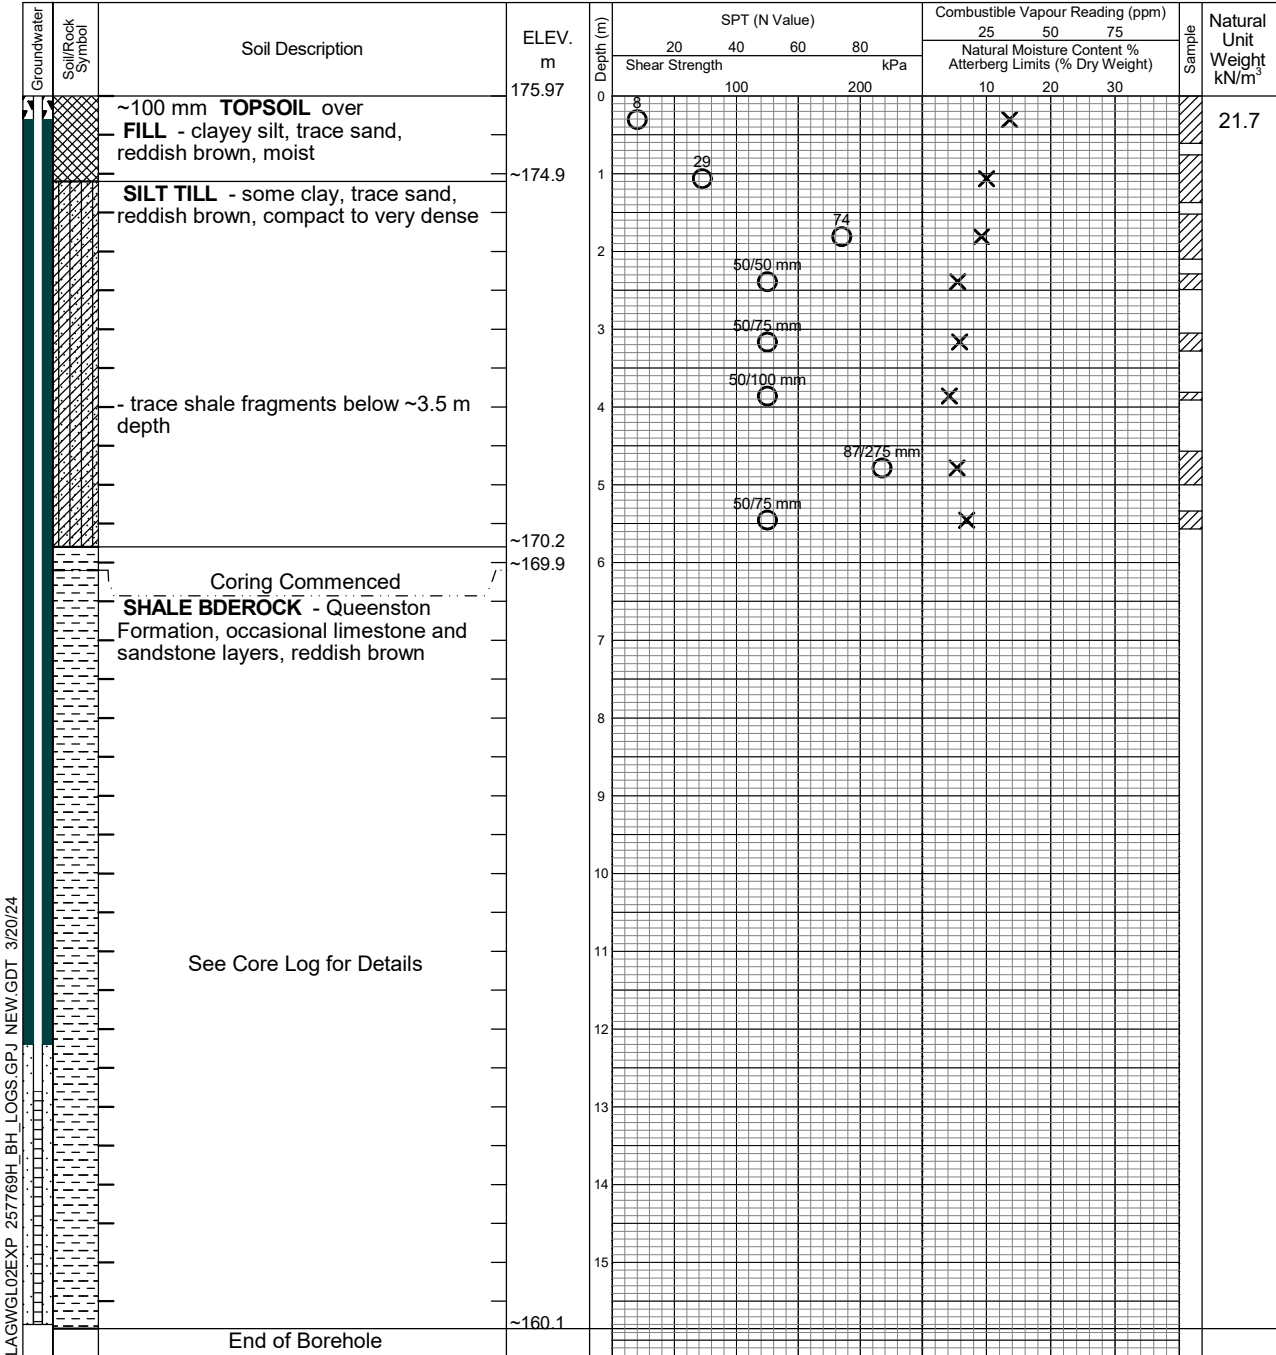 Groundwater
Soil/Rock
Symbol
Soil Description
ELEV.
m
Depth (m)
SPT (N Value)
20 40 60 80
Shear Strength kPa
100 200
Combustible Vapour Reading (ppm)
25 50 75
Natural Moisture Content %
Atterberg Limits (% Dry Weight)
10 20 30
Sample
Natural
Unit
Weight
kN/m³
175.97
0
~100 mm TOPSOIL over
FILL - clayey silt, trace sand,
reddish brown, moist
8
21.7
~174.9
1
29
SILT TILL - some clay, trace sand,
reddish brown, compact to very dense
74
2
50/50 mm
3
50/75 mm
50/100 mm
- trace shale fragments below ~3.5 m
depth
4
87/275 mm
5
50/75 mm
~170.2
~169.9
6
Coring Commenced
SHALE BDEROCK - Queenston
Formation, occasional limestone and
sandstone layers, reddish brown
7
8
9
10
11
See Core Log for Details
12
13
14
15
~160.1
End of Borehole
LAGWGL02EXP 257769H_BH_LOGS.GPJ NEW.GDT 3/20/24